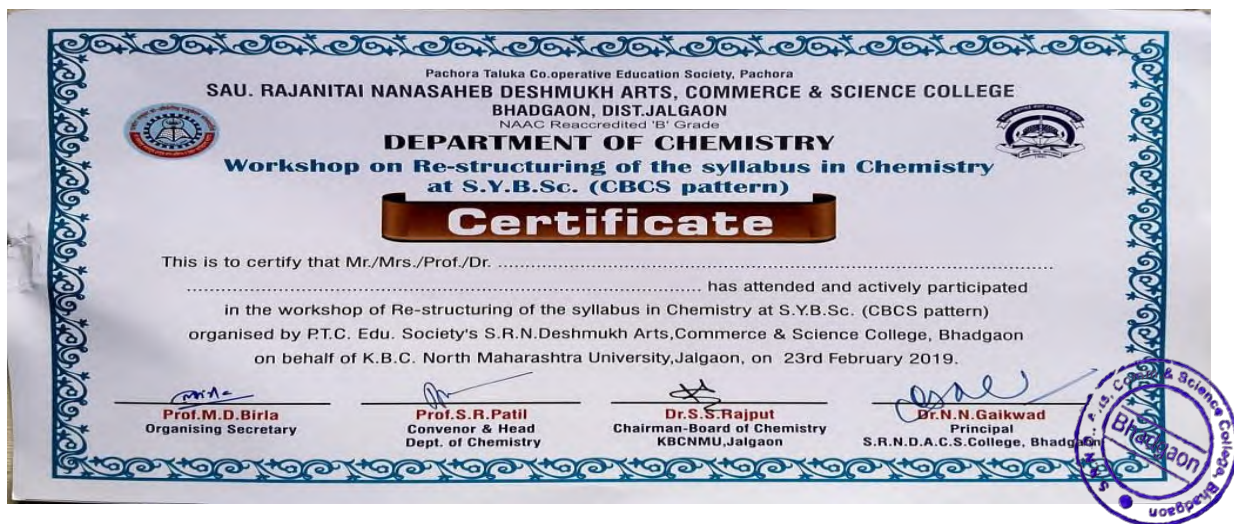 Pachora Taluka Co.operative Education Society, Pachora
SAU. RAJANITAI NANASAHEB DESHMUKH ARTS, COMMERCE & SCIENCE COLLEGE
BHADGAON, DIST.JALGAON
NAAC Reaccredited 'B' Grade
DEPARTMENT OF CHEMISTRY
Workshop on Re-structuring of the syllabus in Chemistry
at S.Y.B.Sc. (CBCS pattern)
Certificate
This is to certify that Mr./Mrs./Prof./Dr. ..........................................................................................
.......................................................................................... has attended and actively participated
in the workshop of Re-structuring of the syllabus in Chemistry at S.Y.B.Sc. (CBCS pattern)
organised by P.T.C. Edu. Society's S.R.N.Deshmukh Arts,Commerce & Science College, Bhadgaon
on behalf of K.B.C. North Maharashtra University,Jalgaon, on 23rd February 2019.
Prof.M.D.Birla Prof.S.R.Patil Dr.S.S.Rajput Dr.N.N.Gaikwad
Organising Secretary Convenor & Head Chairman-Board of Chemistry Principal
Dept. of Chemistry KBCNMU,Jalgaon S.R.N.D.A.C.S.College, Bhadgaon
Science College Bhadgaon
Bhadgaon